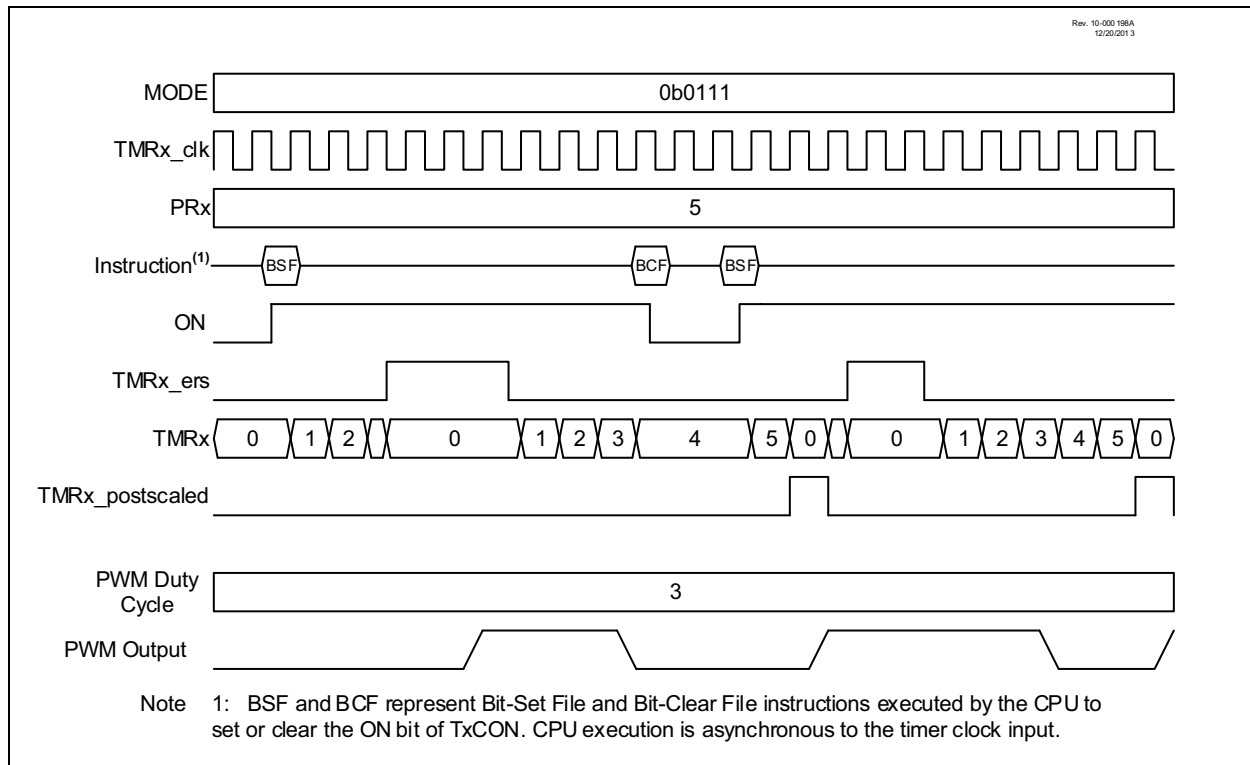 Rev. 10-000 198A
12/20/201 3
MODE 0b0111
TMRx_clk
PRx 5
Instruction(1) BSF BCF BSF
ON
TMRx_ers
TMRx 0 1 2 0 1 2 3 4 5 0 0 1 2 3 4 5 0
TMRx_postscaled
PWM Duty
Cycle 3
PWM Output
Note 1: BSF and BCF represent Bit-Set File and Bit-Clear File instructions executed by the CPU to
set or clear the ON bit of TxCON. CPU execution is asynchronous to the timer clock input.